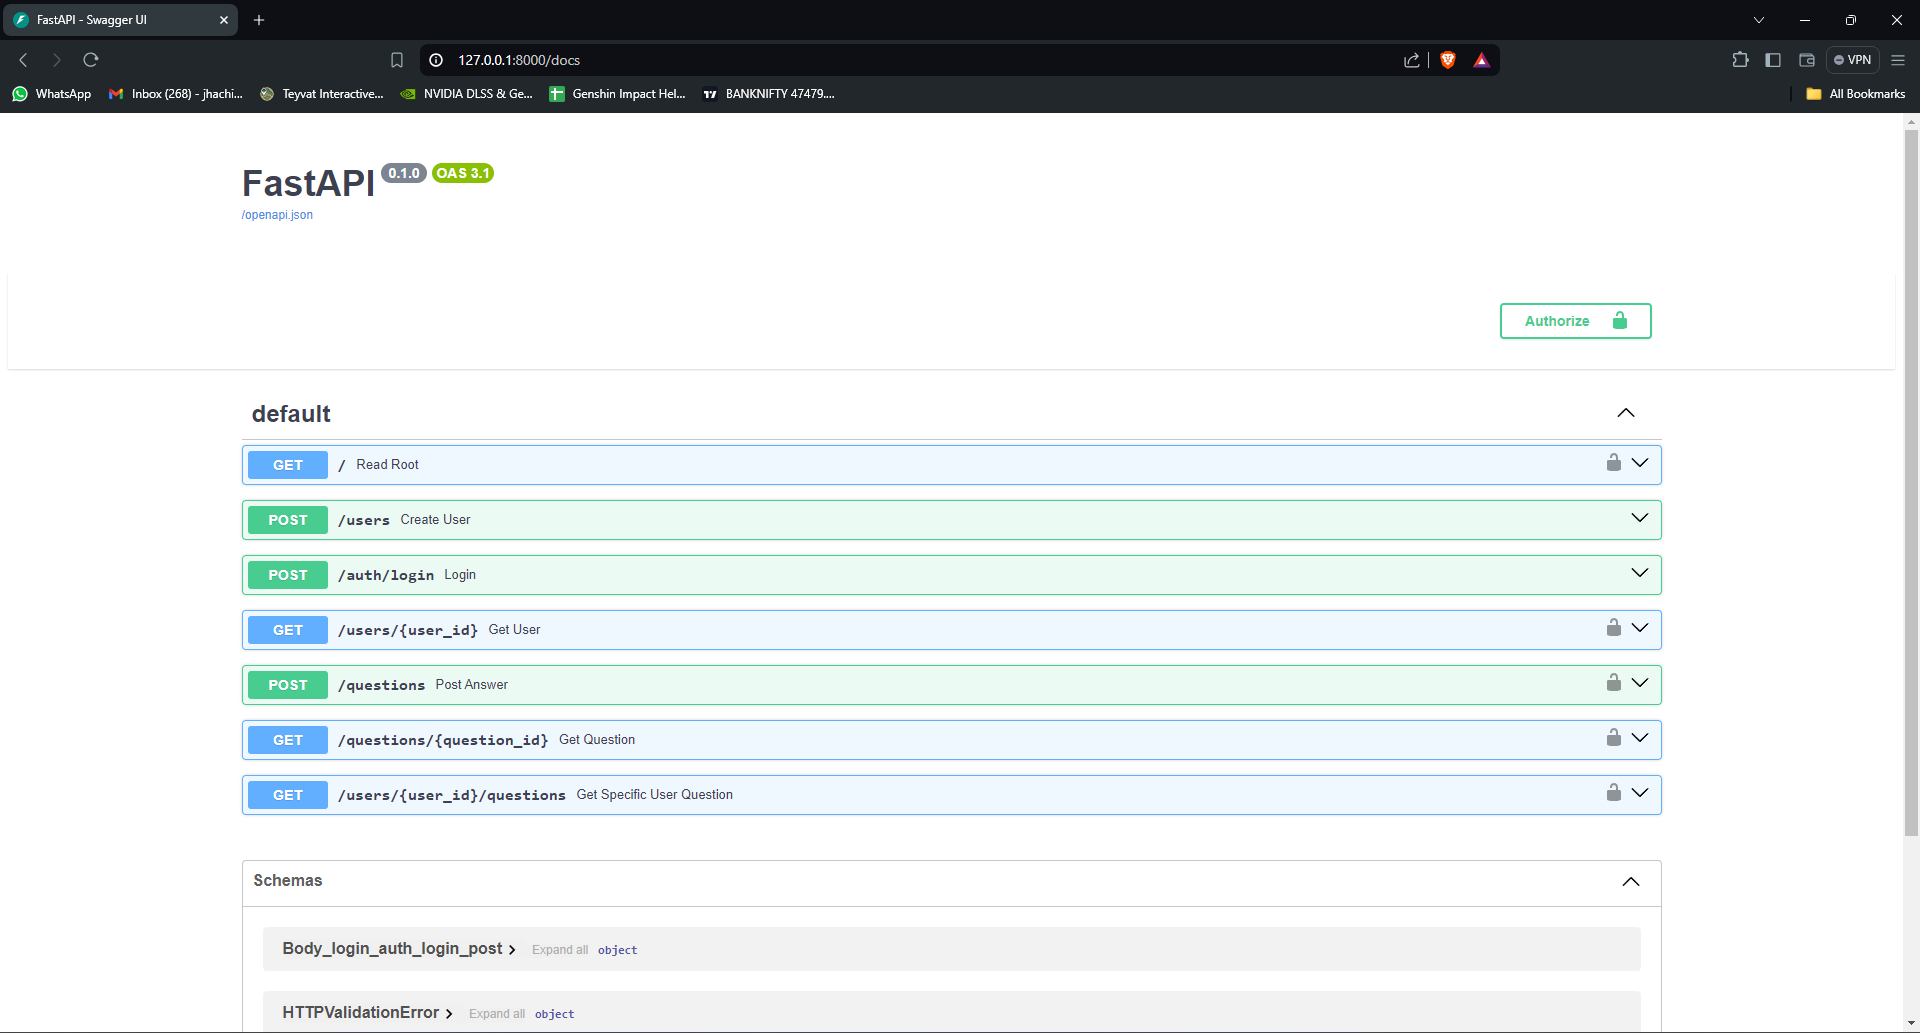 FastAPI - Swagger UI
127.0.0.1:8000/docs
VPN
WhatsApp Inbox (268) - jhachi... Teyvat Interactive... NVIDIA DLSS & Ge... Genshin Impact Hel... BANKNIFTY 47479.... All Bookmarks
FastAPI 0.1.0 OAS 3.1
/openapi.json
Authorize
default
GET / Read Root
POST /users Create User
POST /auth/login Login
GET /users/{user_id} Get User
POST /questions Post Answer
GET /questions/{question_id} Get Question
GET /users/{user_id}/questions Get Specific User Question
Schemas
Body_login_auth_login_post Expand all object
HTTPValidationError Expand all object